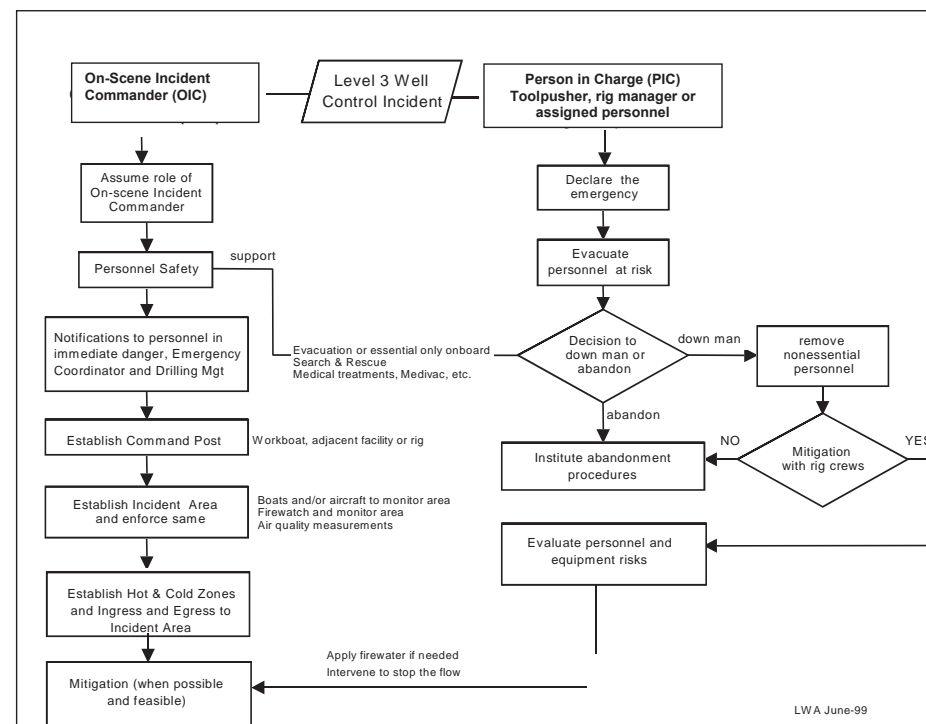 On-Scene Incident
Commander (OIC)
Level 3 Well
Control Incident
Person in Charge (PIC)
Toolpusher, rig manager or
assigned personnel
Assume role of
On-scene Incident
Commander
Declare the
emergency
support
Personnel Safety
Evacuate
personnel at risk
Notifications to personnel in
immediate danger, Emergency
Coordinator and Drilling Mgt
Evacuation or essential only onboard
Search & Rescue
Medical treatments, Medivac, etc.
Decision to
down man or
abandon
down man
remove
nonessential
personnel
abandon
Establish Command Post
Workboat, adjacent facility or rig
Institute abandonment
procedures
NO
Mitigation
with rig crews
YES
Establish Incident Area
and enforce same
Boats and/or aircraft to monitor area
Firewatch and monitor area
Air quality measurements
Evaluate personnel and
equipment risks
Establish Hot & Cold Zones
and Ingress and Egress to
Incident Area
Apply firewater if needed
Intervene to stop the flow
Mitigation (when possible
and feasible)
LWA June-99